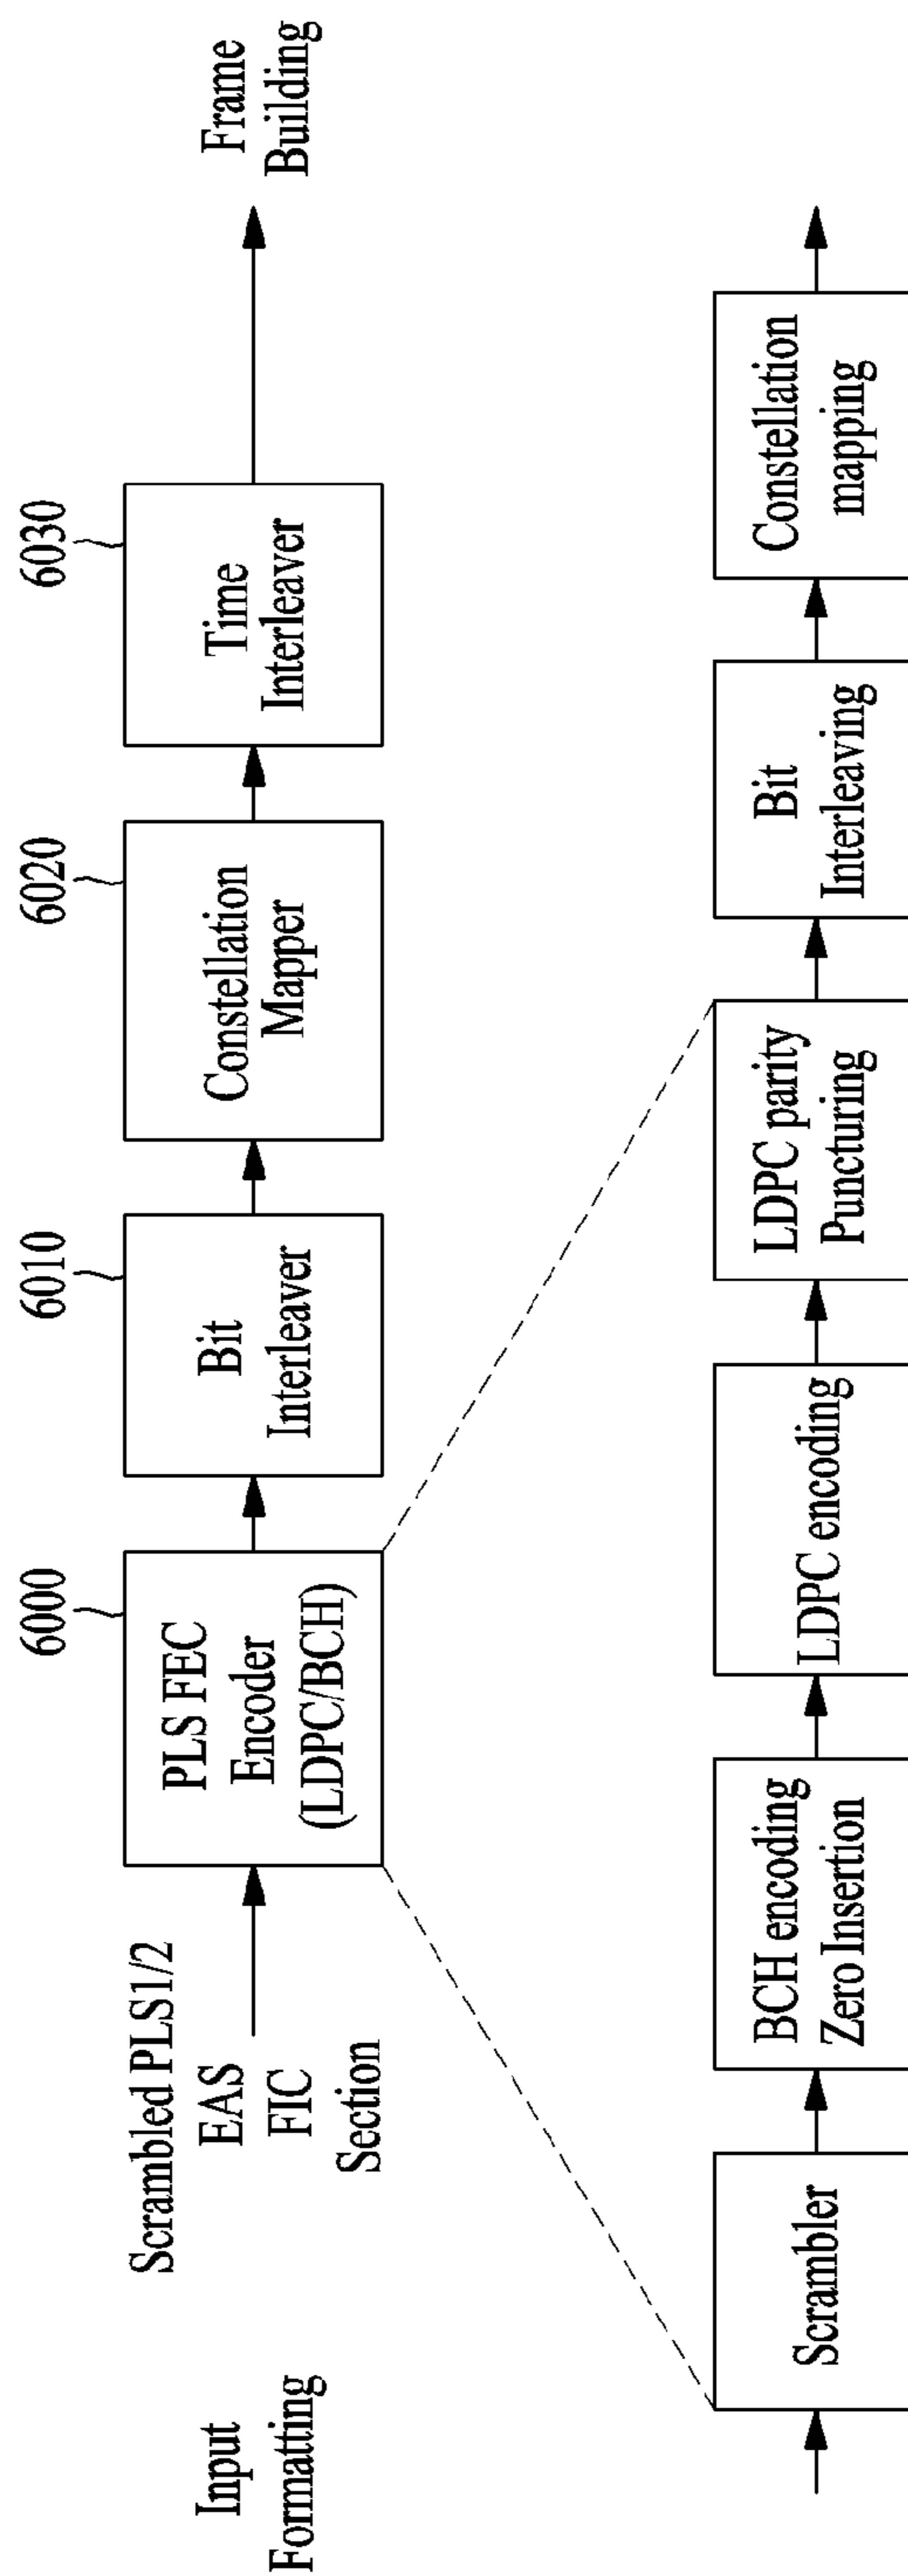 Input
Formatting
Scrambled PLS1/2
EAS
FIC
Section
6000
PLS FEC
Encoder
(LDPC/BCH)
6010
Bit
Interleaver
6020
Constellation
Mapper
6030
Time
Interleaver
Frame
Building
Scrambler
BCH encoding
Zero Insertion
LDPC encoding
LDPC parity
Puncturing
Bit
Interleaving
Constellation
mapping